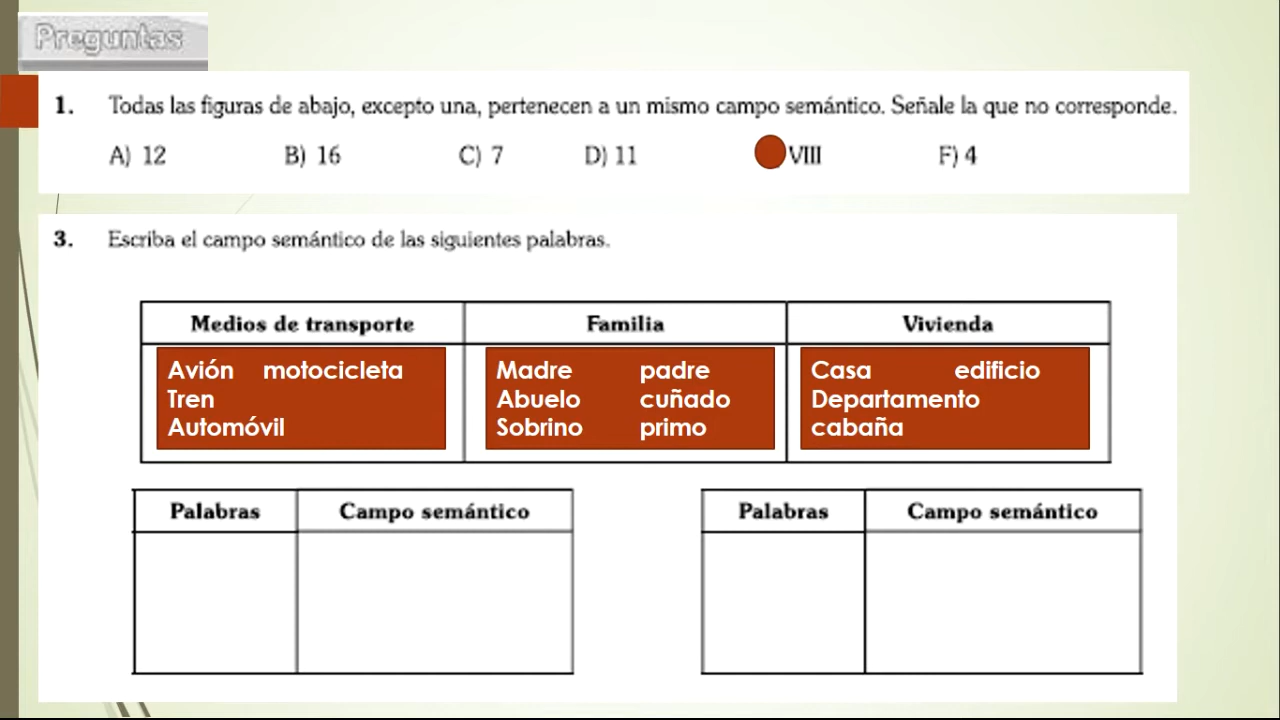 Preguntas
1. Todas las figuras de abajo, excepto una, pertenecen a un mismo campo semántico. Señale la que no corresponde.
A) 12 B) 16 C) 7 D) 11 VIII F) 4
3. Escriba el campo semántico de las siguientes palabras.
Medios de transporte Familia Vivienda
Avión motocicleta Madre padre Casa edificio
Tren Abuelo cuñado Departamento
Automóvil Sobrino primo cabaña
Palabras Campo semántico Palabras Campo semántico